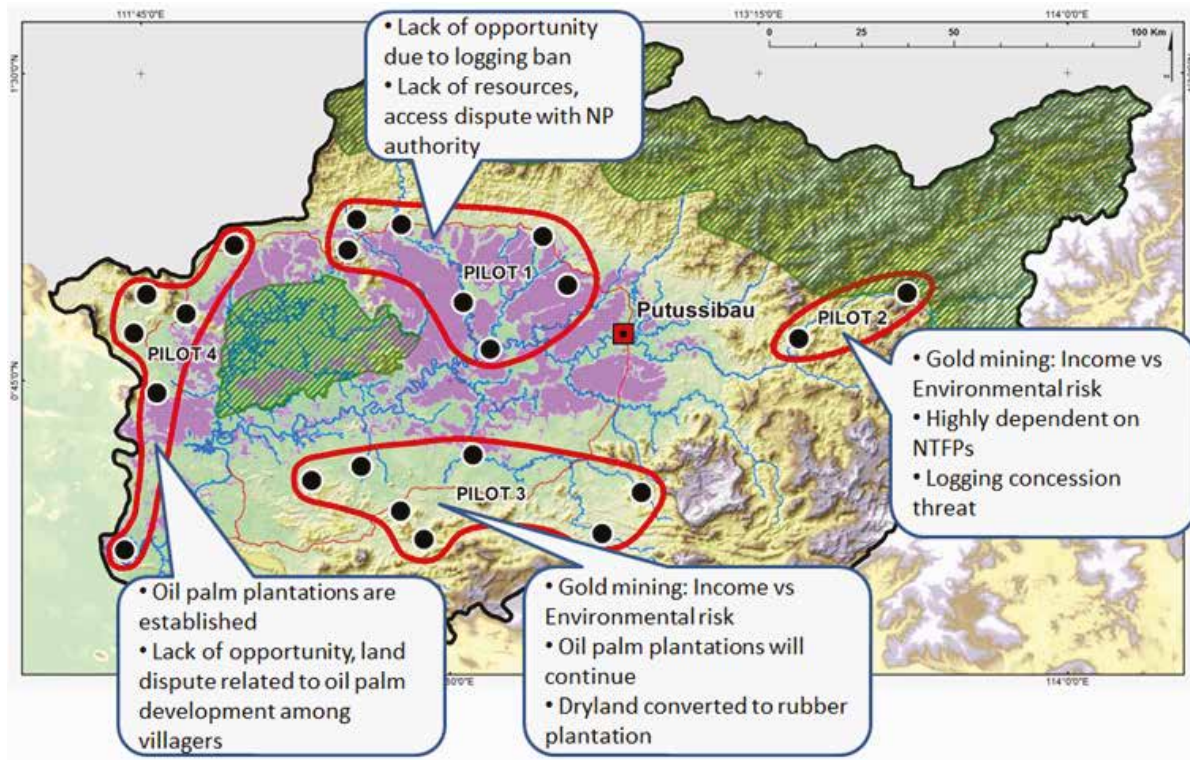 111°45'0"E
113°15'0"E
114°0'0"E
0
25
50
100 Km
1°30'0"N
0°45'0"N
• Lack of opportunity
due to logging ban
• Lack of resources,
access dispute with NP
authority
PILOT 1
Putussibau
PILOT 2
PILOT 4
PILOT 3
• Gold mining: Income vs
Environmental risk
• Highly dependent on
NTFPs
• Logging concession
threat
• Oil palm plantations are
established
• Lack of opportunity, land
dispute related to oil palm
development among
villagers
• Gold mining: Income vs
Environmental risk
• Oil palm plantations will
continue
• Dryland converted to rubber
plantation
114°0'0"E